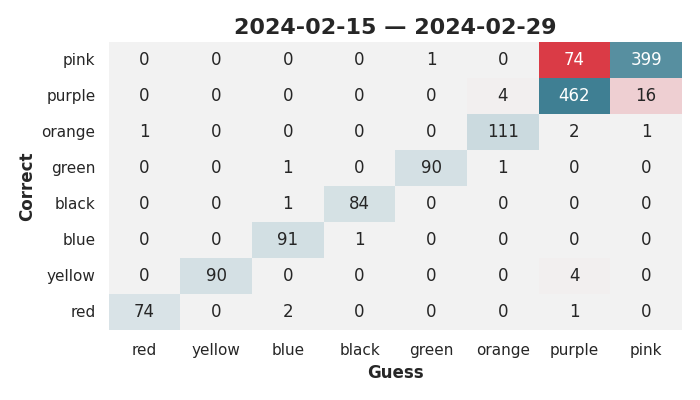 2024-02-15 — 2024-02-29
pink 0 0 0 0 1 0 74 399
purple 0 0 0 0 0 4 462 16
orange 1 0 0 0 0 111 2 1
green 0 0 1 0 90 1 0 0
black 0 0 1 84 0 0 0 0
blue 0 0 91 1 0 0 0 0
yellow 0 90 0 0 0 0 4 0
red 74 0 2 0 0 0 1 0
red yellow blue black green orange purple pink
Guess
Correct